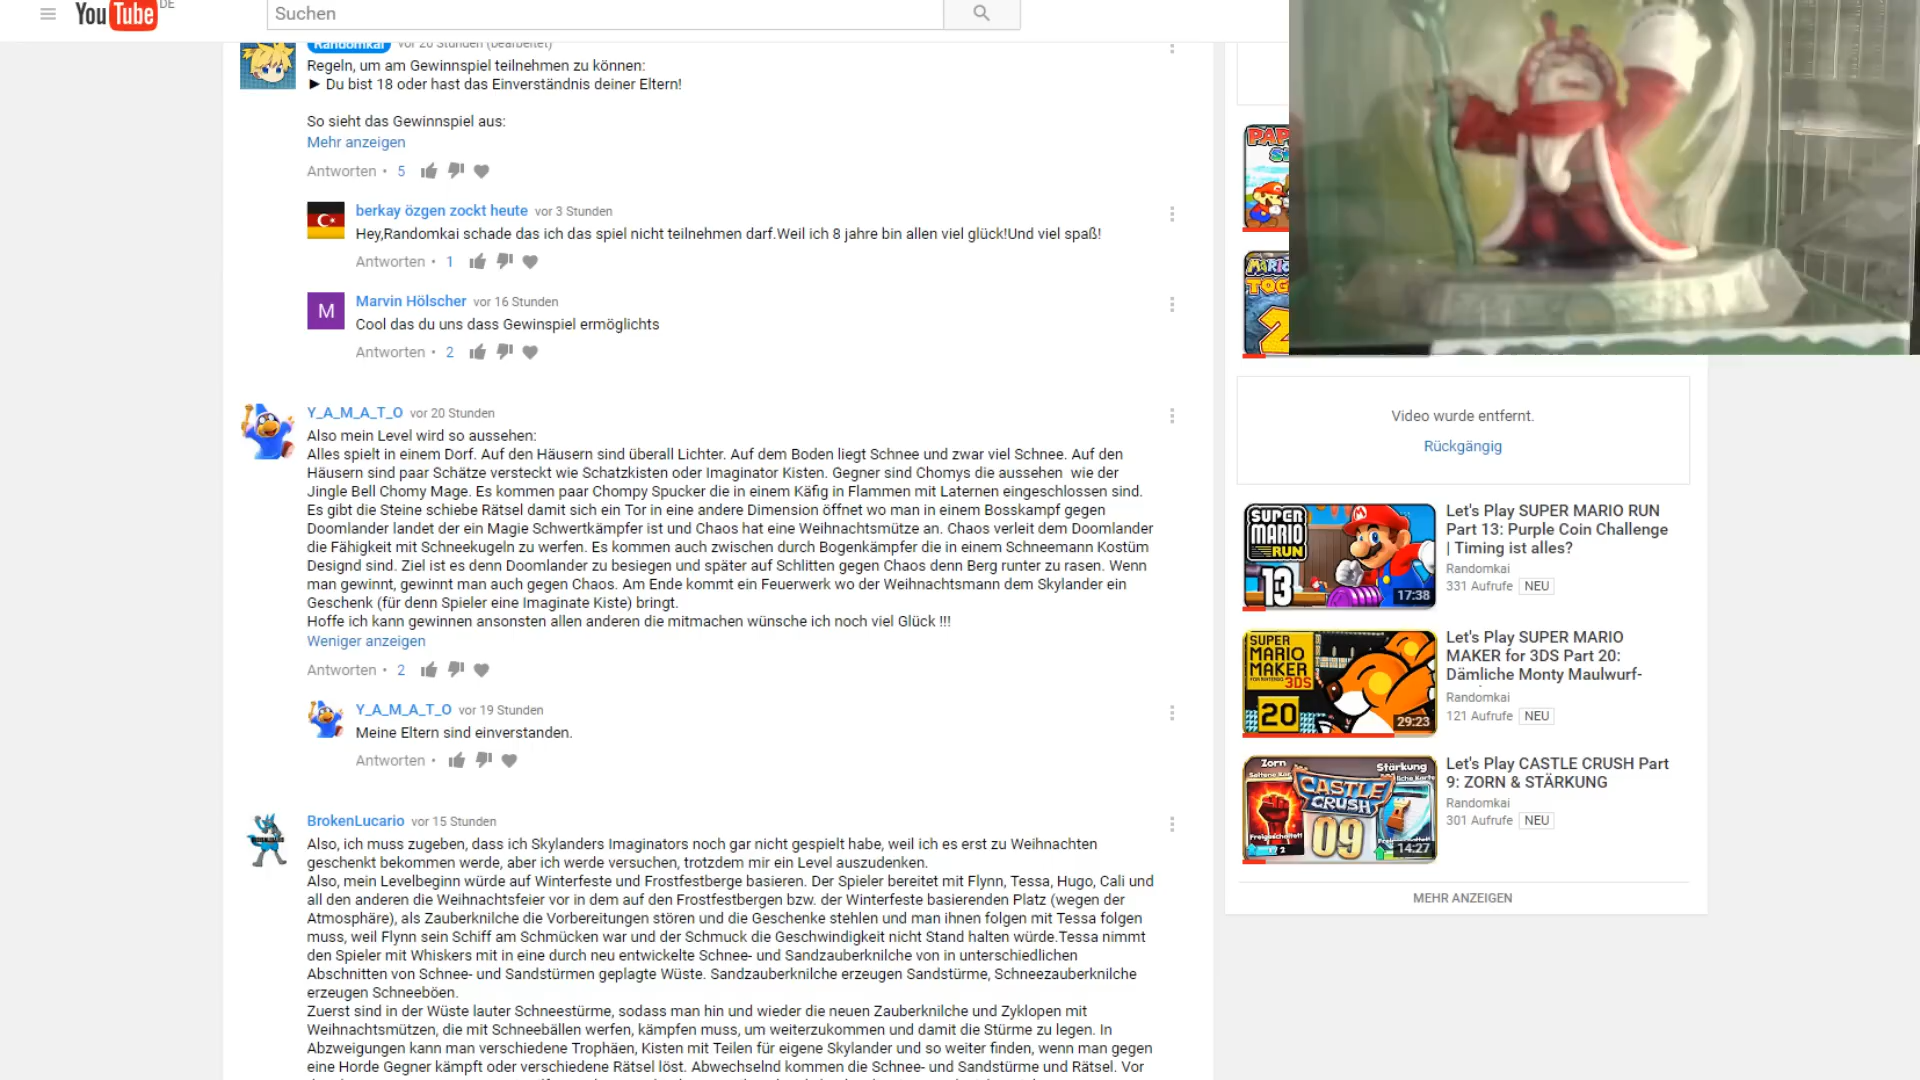 YouTube DE
Suchen
Randomkai vor 20 Stunden (bearbeitet)
Regeln, um am Gewinnspiel teilnehmen zu können:
► Du bist 18 oder hast das Einverständnis deiner Eltern!
So sieht das Gewinnspiel aus:
Mehr anzeigen
Antworten • 5
berkay özgen zockt heute vor 3 Stunden
Hey,Randomkai schade das ich das spiel nicht teilnehmen darf.Weil ich 8 jahre bin allen viel glück!Und viel spaß!
Antworten • 1
M
Marvin Hölscher vor 16 Stunden
Cool das du uns dass Gewinspiel ermöglichts
Antworten • 2
Y_A_M_A_T_O vor 20 Stunden
Also mein Level wird so aussehen:
Alles spielt in einem Dorf. Auf den Häusern sind überall Lichter. Auf dem Boden liegt Schnee und zwar viel Schnee. Auf den
Häusern sind paar Schätze versteckt wie Schatzkisten oder Imaginator Kisten. Gegner sind Chomys die aussehen wie der
Jingle Bell Chomy Mage. Es kommen paar Chompy Spucker die in einem Käfig in Flammen mit Laternen eingeschlossen sind.
Es gibt die Steine schiebe Rätsel damit sich ein Tor in eine andere Dimension öffnet wo man in einem Bosskampf gegen
Doomlander landet der ein Magie Schwertkämpfer ist und Chaos hat eine Weihnachtsmütze an. Chaos verleit dem Doomlander
die Fähigkeit mit Schneekugeln zu werfen. Es kommen auch zwischen durch Bogenkämpfer die in einem Schneemann Kostüm
Designd sind. Ziel ist es denn Doomlander zu besiegen und später auf Schlitten gegen Chaos denn Berg runter zu rasen. Wenn
man gewinnt, gewinnt man auch gegen Chaos. Am Ende kommt ein Feuerwerk wo der Weihnachtsmann dem Skylander ein
Geschenk (für denn Spieler eine Imaginate Kiste) bringt.
Hoffe ich kann gewinnen ansonsten allen anderen die mitmachen wünsche ich noch viel Glück !!!
Weniger anzeigen
Antworten • 2
Y_A_M_A_T_O vor 19 Stunden
Meine Eltern sind einverstanden.
Antworten •
BrokenLucario vor 15 Stunden
Also, ich muss zugeben, dass ich Skylanders Imaginators noch gar nicht gespielt habe, weil ich es erst zu Weihnachten
geschenkt bekommen werde, aber ich werde versuchen, trotzdem mir ein Level auszudenken.
Also, mein Levelbeginn würde auf Winterfeste und Frostfestberge basieren. Der Spieler bereitet mit Flynn, Tessa, Hugo, Cali und
all den anderen die Weihnachtsfeier vor in dem auf den Frostfestbergen bzw. der Winterfeste basierenden Platz (wegen der
Atmosphäre), als Zauberknilche die Vorbereitungen stören und die Geschenke stehlen und man ihnen folgen mit Tessa folgen
muss, weil Flynn sein Schiff am Schmücken war und der Schmuck die Geschwindigkeit nicht Stand halten würde.Tessa nimmt
den Spieler mit Whiskers mit in eine durch neu entwickelte Schnee- und Sandzauberknilche von in unterschiedlichen
Abschnitten von Schnee- und Sandstürmen geplagte Wüste. Sandzauberknilche erzeugen Sandstürme, Schneezauberknilche
erzeugen Schneeböen.
Zuerst sind in der Wüste lauter Schneestürme, sodass man hin und wieder die neuen Zauberknilche und Zyklopen mit
Weihnachtsmützen, die mit Schneebällen werfen, kämpfen muss, um weiterzukommen und damit die Stürme zu legen. In
Abzweigungen kann man verschiedene Trophäen, Kisten mit Teilen für eigene Skylander und so weiter finden, wenn man gegen
eine Horde Gegner kämpft oder verschiedene Rätsel löst. Abwechselnd kommen die Schnee- und Sandstürme und Rätsel. Vor
Video wurde entfernt.
Rückgängig
SUPER
MARIO
RUN
13
17:38
Let's Play SUPER MARIO RUN
Part 13: Purple Coin Challenge
| Timing ist alles?
Randomkai
331 Aufrufe NEU
SUPER
MARIO
MAKER
3DS
20
29:23
Let's Play SUPER MARIO
MAKER for 3DS Part 20:
Dämliche Monty Maulwurf-
Randomkai
121 Aufrufe NEU
Zorn
Stärkung
CASTLE
CRUSH
09
14:27
Let's Play CASTLE CRUSH Part
9: ZORN & STÄRKUNG
Randomkai
301 Aufrufe NEU
MEHR ANZEIGEN